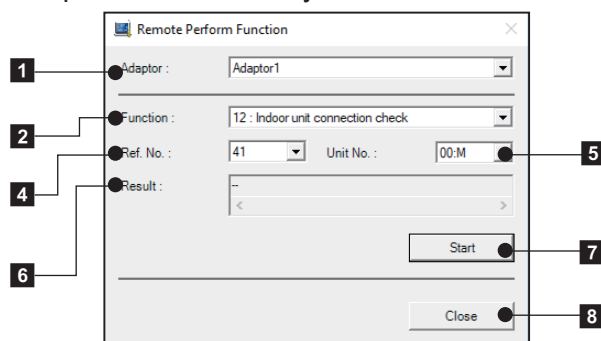 Remote Perform Function
1 Adaptor : Adaptor1
2 Function : 12 : Indoor unit connection check
4 Ref. No. : 41 Unit No. : 00:M 5
6 Result : --
Start 7
Close 8